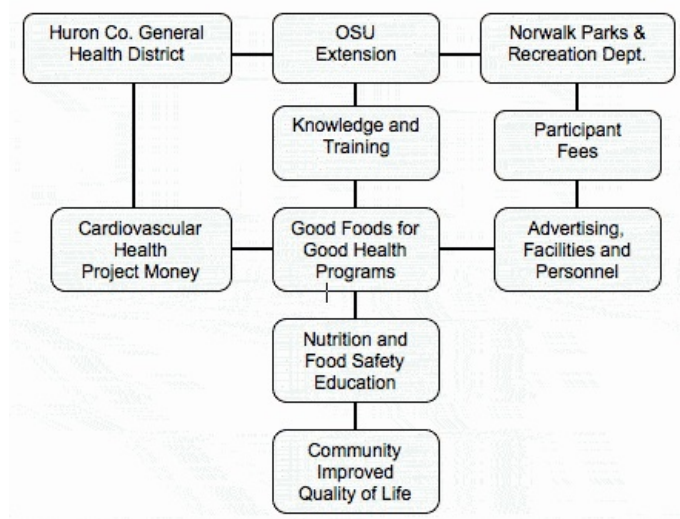 Huron Co. General
Health District
OSU
Extension
Norwalk Parks &
Recreation Dept.
Knowledge and
Training
Participant
Fees
Cardiovascular
Health
Project Money
Good Foods for
Good Health
Programs
Advertising,
Facilities and
Personnel
Nutrition and
Food Safety
Education
Community
Improved
Quality of Life